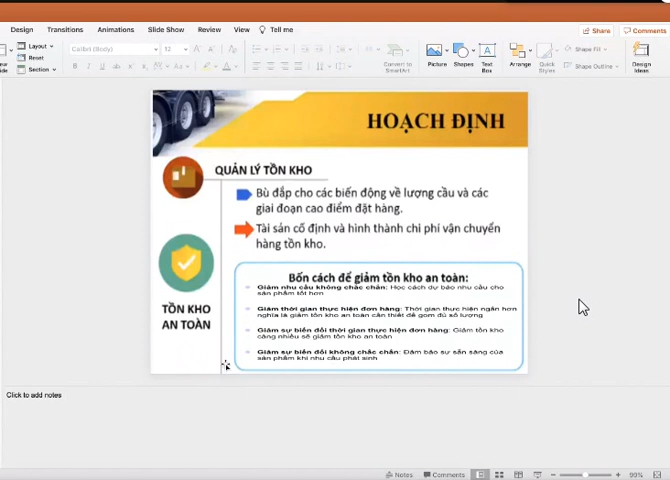 Design Transitions Animations Slide Show Review View Tell me Share Comments
Layout Calibri (Body) 12 Convert to SmartArt Picture Shapes Text Box Arrange Quick Styles Shape Fill Shape Outline Design Ideas
Reset
Section
HOẠCH ĐỊNH
QUẢN LÝ TỒN KHO
Bù đắp cho các biến động về lượng cầu và các
giai đoạn cao điểm đặt hàng.
Tài sản cố định và hình thành chi phí vận chuyển
hàng tồn kho.
TỒN KHO
AN TOÀN
Bốn cách để giảm tồn kho an toàn:
Giảm nhu cầu không chắc chắn: Học cách dự báo nhu cầu cho
sản phẩm tốt hơn
Giảm thời gian thực hiện đơn hàng: Thời gian thực hiện ngắn hơn
nghĩa là giảm tồn kho an toàn cần thiết để gom đủ số lượng
Giảm sự biến đổi thời gian thực hiện đơn hàng: Giảm tồn kho
càng nhiều sẽ giảm tồn kho an toàn
Giảm sự biến đổi không chắc chắn: Đảm bảo sự sẵn sàng của
sản phẩm khi nhu cầu phát sinh
Click to add notes
Notes Comments 99%